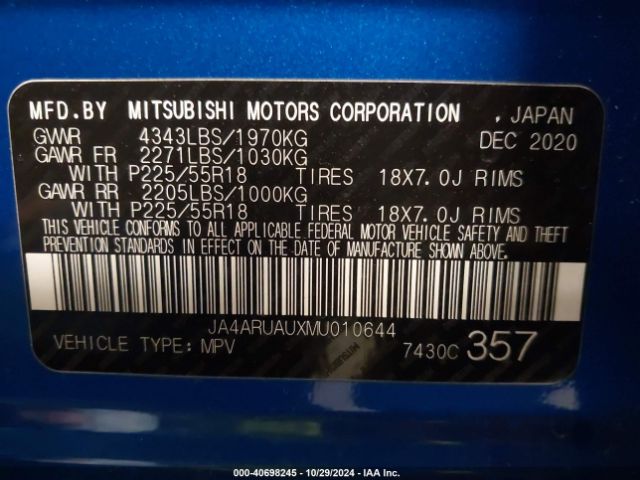 MFD.BY MITSUBISHI MOTORS CORPORATION , JAPAN
GVWR 4343LBS/1970KG DEC 2020
GAWR FR 2271LBS/1030KG
WITH P225/55R18 TIRES 18X7.0J RIMS
GAWR RR 2205LBS/1000KG
WITH P225/55R18 TIRES 18X7.0J RIMS
THIS VEHICLE CONFORMS TO ALL APPLICABLE FEDERAL MOTOR VEHICLE SAFETY AND THEFT
PREVENTION STANDARDS IN EFFECT ON THE DATE OF MANUFACTURE SHOWN ABOVE.
JA4ARUAUXMU010644
VEHICLE TYPE: MPV 7430C 357
MITSUBISHI
000-40698245 - 10/29/2024 - IAA Inc.